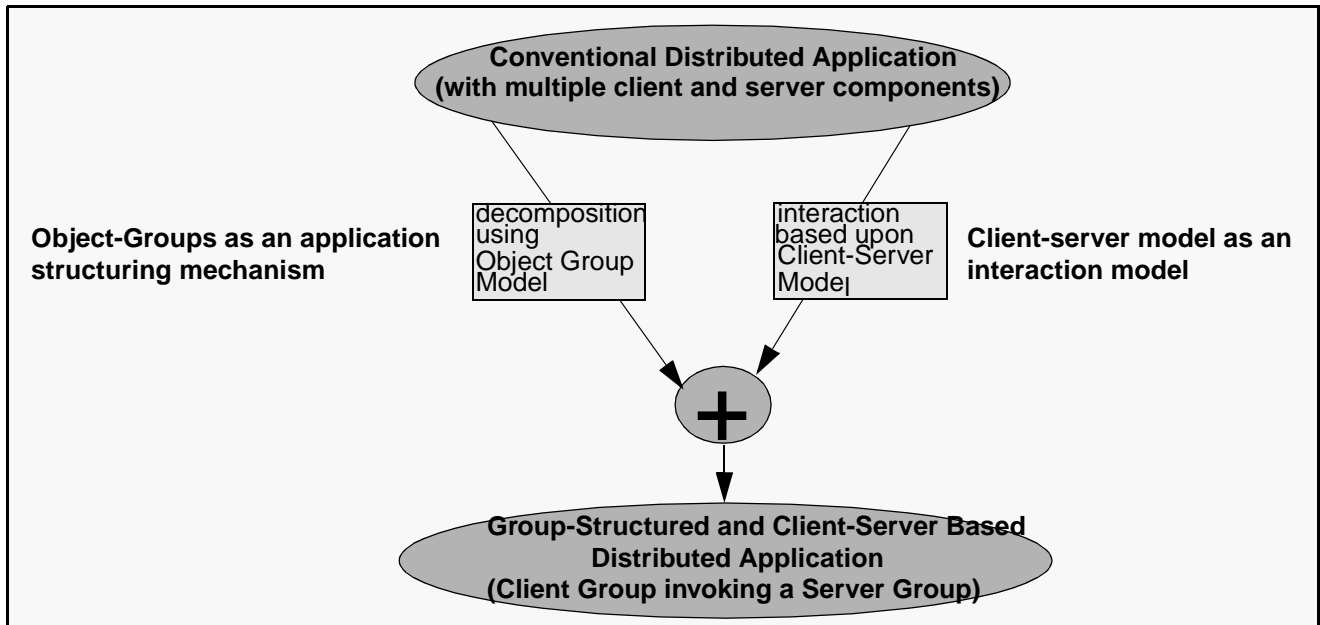 Conventional Distributed Application
(with multiple client and server components)
Object-Groups as an application
structuring mechanism
decomposition
using
Object Group
Model
interaction
based upon
Client-Server
Model
Client-server model as an
interaction model
+
Group-Structured and Client-Server Based
Distributed Application
(Client Group invoking a Server Group)